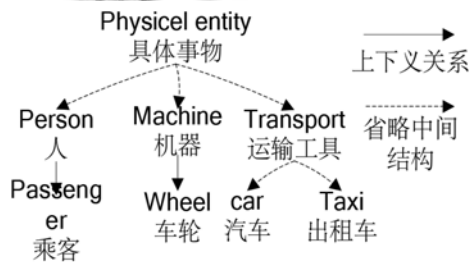 Physicel entity
具体事物
上下义关系
Person
人
Machine
机器
Transport
运输工具
省略中间
结构
Passeng
er
乘客
Wheel
车轮
car
汽车
Taxi
出租车